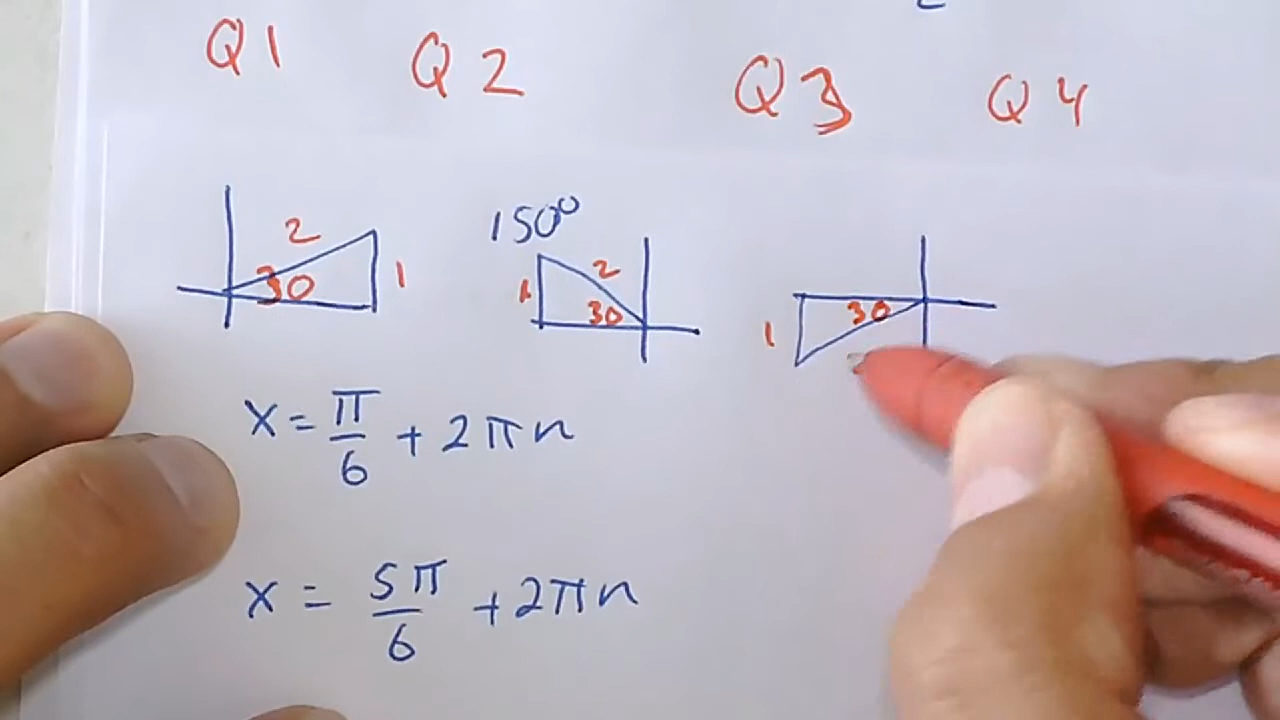 Q1 Q2 Q3 Q4
150°
2 30 1
1 2 30
1 30
x = π/6 + 2πn
x = 5π/6 + 2πn